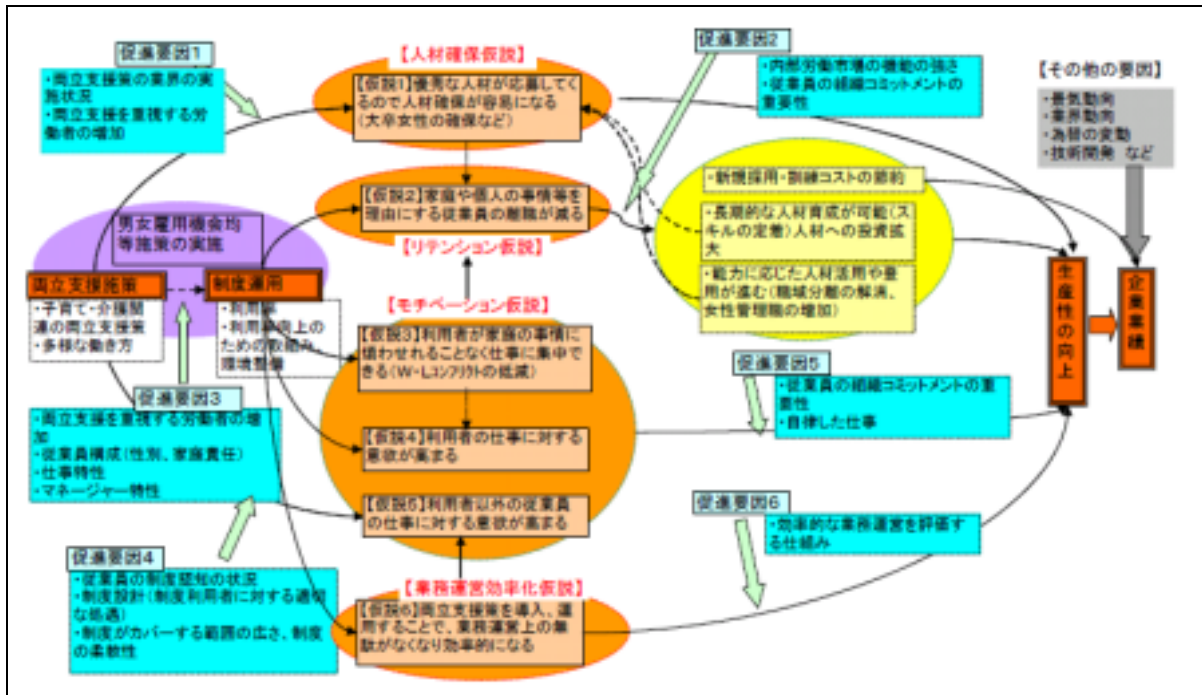 促進要因1
・両立支援策の業界の実
施状況
・両立支援を重視する労
働者の増加
【人材確保仮説】
【仮説1】優秀な人材が応募してく
るので人材確保が容易になる
(大卒女性の確保など)
促進要因2
・内部労働市場の機能の強さ
・従業員の組織コミットメントの
重要性
【その他の要因】
・景気動向
・業界動向
・為替の変動
・技術開発 など
【仮説2】家庭や個人の事情等を
理由にする従業員の離職が減る
【リテンション仮説】
・新規採用・訓練コストの節約
・長期的な人材育成が可能(ス
キルの定着)人材への投資拡
大
・能力に応じた人材活用や登
用が進む(職域分離の解消、
女性管理職の増加)
男女雇用機会均
等施策の実施
両立支援施策
・子育て・介護関
連の両立支援策
・多様な働き方
制度運用
・利用率
・利用率向上の
ための取組み、
環境整備
【モチベーション仮説】
【仮説3】利用者が家庭の事情に
煩わせれることなく仕事に集中で
きる(W-Lコンフリクトの低減)
【仮説4】利用者の仕事に対する
意欲が高まる
【仮説5】利用者以外の従業員
の仕事に対する意欲が高まる
生産性の向上
企業業績
促進要因3
・両立支援を重視する労働者の増
加
・従業員構成(性別、家庭責任)
・仕事特性
・マネージャー特性
促進要因5
・従業員の組織コミットメントの重
要性
・自律した仕事
促進要因4
・従業員の制度認知の状況
・制度設計(制度利用者に対する適切
な処遇)
・制度がカバーする範囲の広さ、制度
の柔軟性
【業務運営効率化仮説】
【仮説6】両立支援策を導入、運
用することで、業務運営上の無
駄がなくなり効率的になる
促進要因6
・効率的な業務運営を評価す
る仕組み